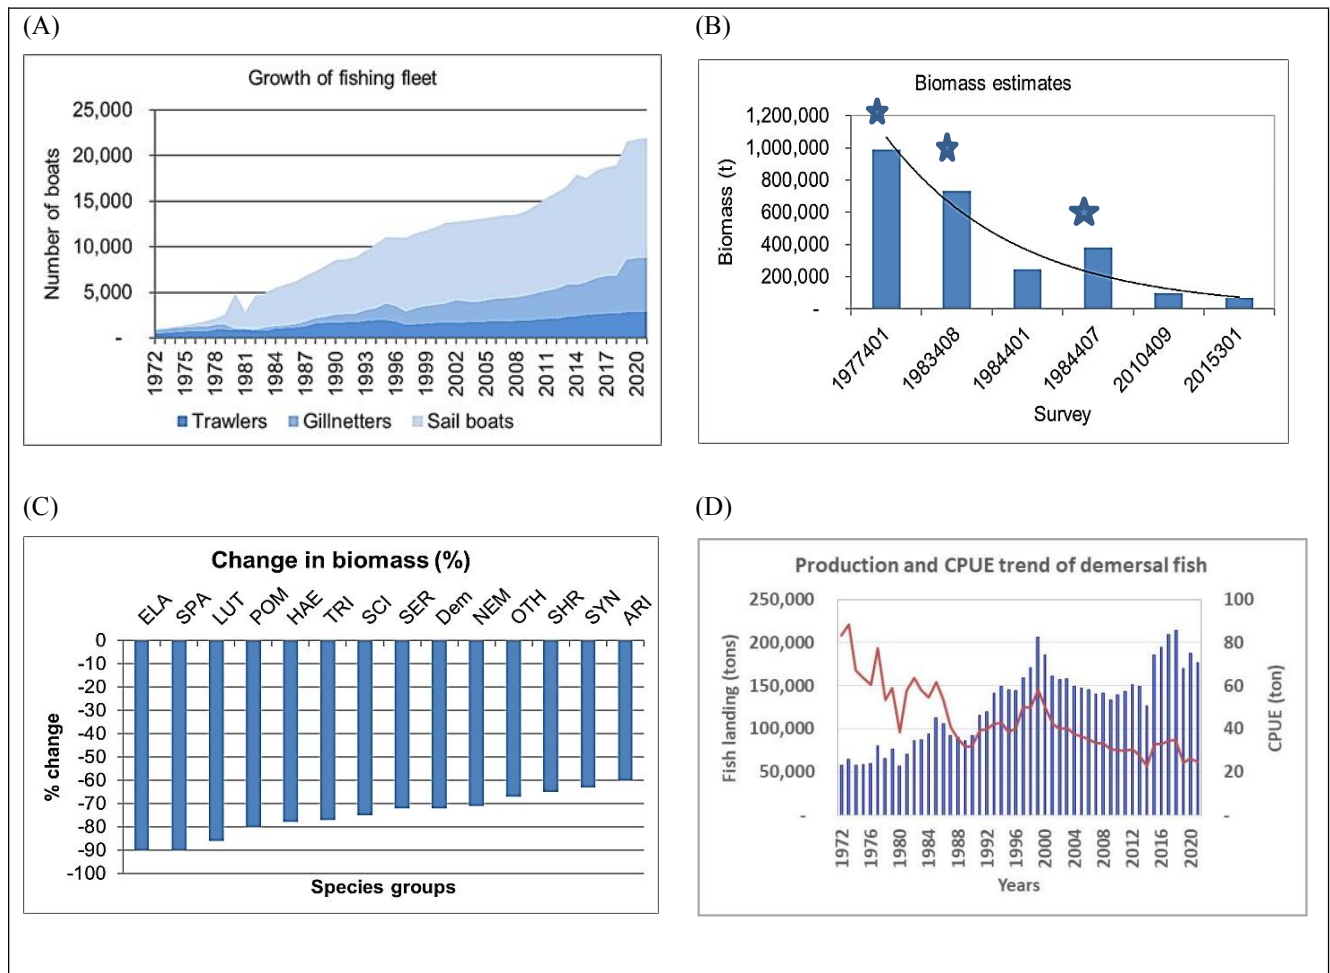 (A)
Growth of fishing fleet
Number of boats
25,000
20,000
15,000
10,000
5,000
-
1972
1975
1978
1981
1984
1987
1990
1993
1996
1999
2002
2005
2008
2011
2014
2017
2020
Trawlers Gillnetters Sail boats
(B)
Biomass estimates
Biomass (t)
1,200,000
1,000,000
800,000
600,000
400,000
200,000
-
1977401
1983408
1984401
1984407
2010409
2015301
Survey
(C)
Change in biomass (%)
ELA
SPA
LUT
POM
HAE
TRI
SCI
SER
Dem
NEM
OTH
SHR
SYN
ARI
% change
0
-10
-20
-30
-40
-50
-60
-70
-80
-90
-100
Species groups
(D)
Production and CPUE trend of demersal fish
Fish landing (tons)
250,000
200,000
150,000
100,000
50,000
-
100
80
60
40
20
-
CPUE (ton)
1972
1976
1980
1984
1988
1992
1996
2000
2004
2008
2012
2016
2020
Years